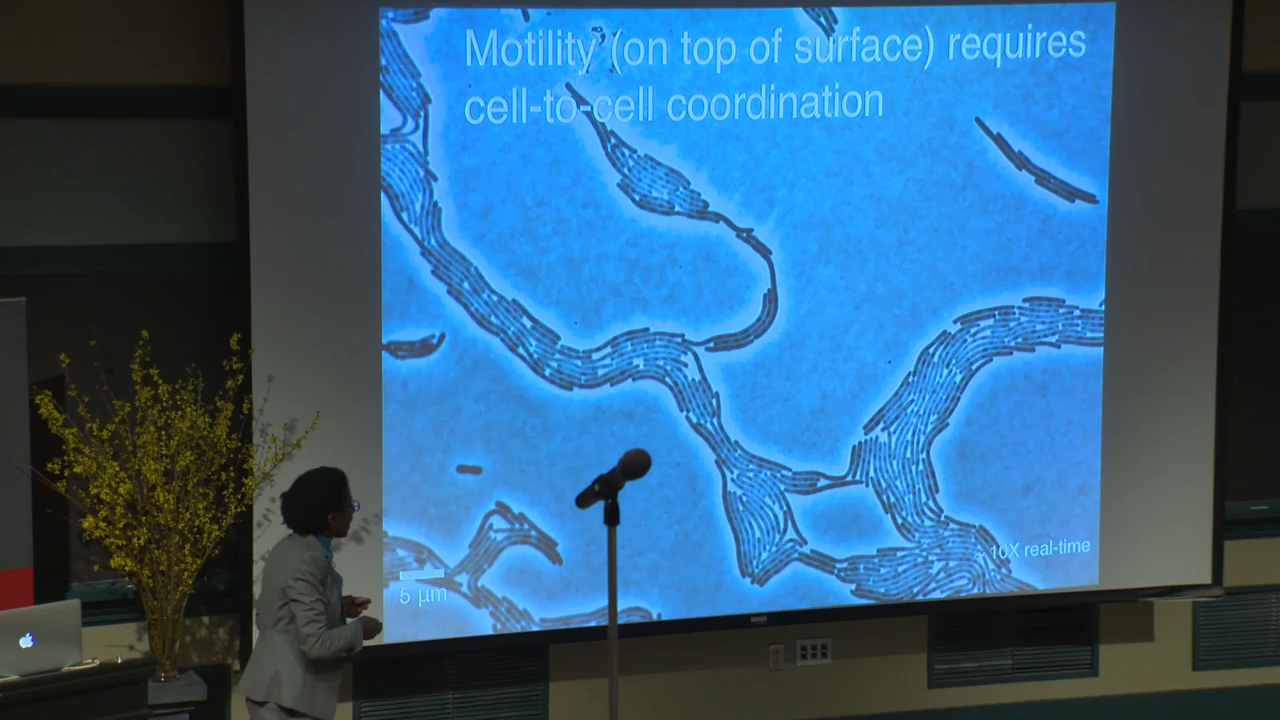 Motility (on top of surface) requires
cell-to-cell coordination
~ 10X real-time
5 µm